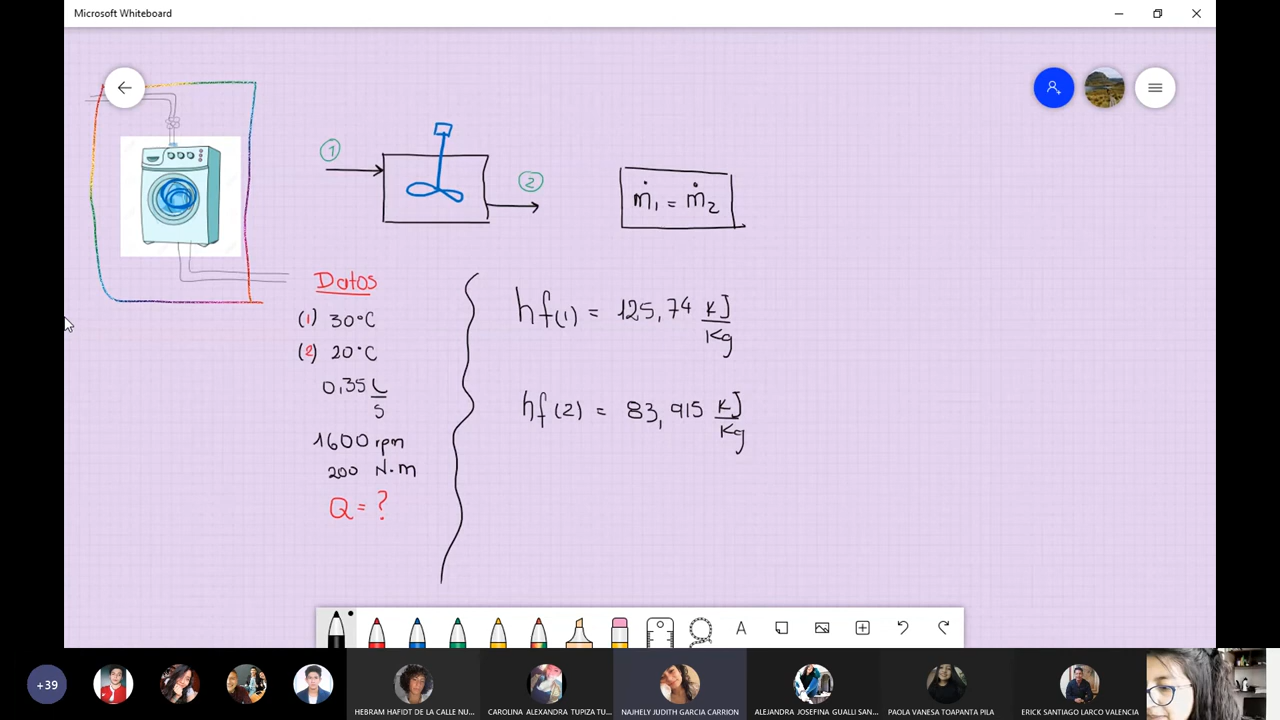 Microsoft Whiteboard
1
2
ṁ₁ = ṁ₂
Datos
(1) 30°C
(2) 20°C
0,35 L/s
1600 rpm
200 N·m
Q = ?
hf(1) = 125,74 kJ/Kg
hf(2) = 83,915 kJ/Kg
A
+39
HEBRAM HAFIDT DE LA CALLE NU...
CAROLINA ALEXANDRA TUPIZA TU...
NAJHELY JUDITH GARCIA CARRION
ALEJANDRA JOSEFINA GUALLI SAN...
PAOLA VANESA TOAPANTA PILA
ERICK SANTIAGO LARCO VALENCIA